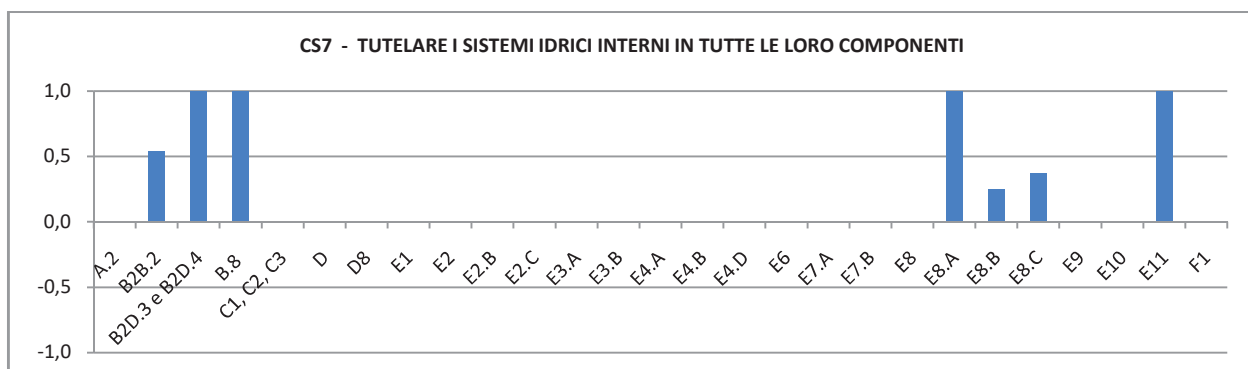 CS7 - TUTELARE I SISTEMI IDRICI INTERNI IN TUTTE LE LORO COMPONENTI
1,0
0,5
0,0
-0,5
-1,0
A.2
B2B.2
B2D.3 e B2D.4
B.8
C1, C2, C3
D
D8
E1
E2
E2.B
E2.C
E3.A
E3.B
E4.A
E4.B
E4.D
E6
E7.A
E7.B
E8
E8.A
E8.B
E8.C
E9
E10
E11
F1